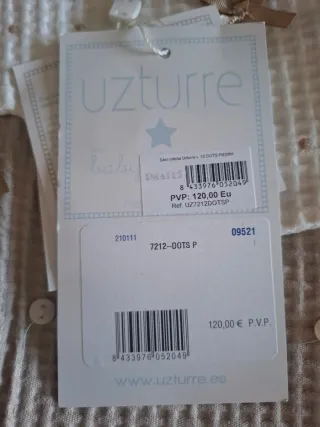 uzturre
baby
8 433976 052049
PVP: 120,00 Eu
Ref. UZ7212DOTSP
210111
09521
7212--DOTS P
120,00 € P.V.P.
8 433976 052049
www.uzturre.es